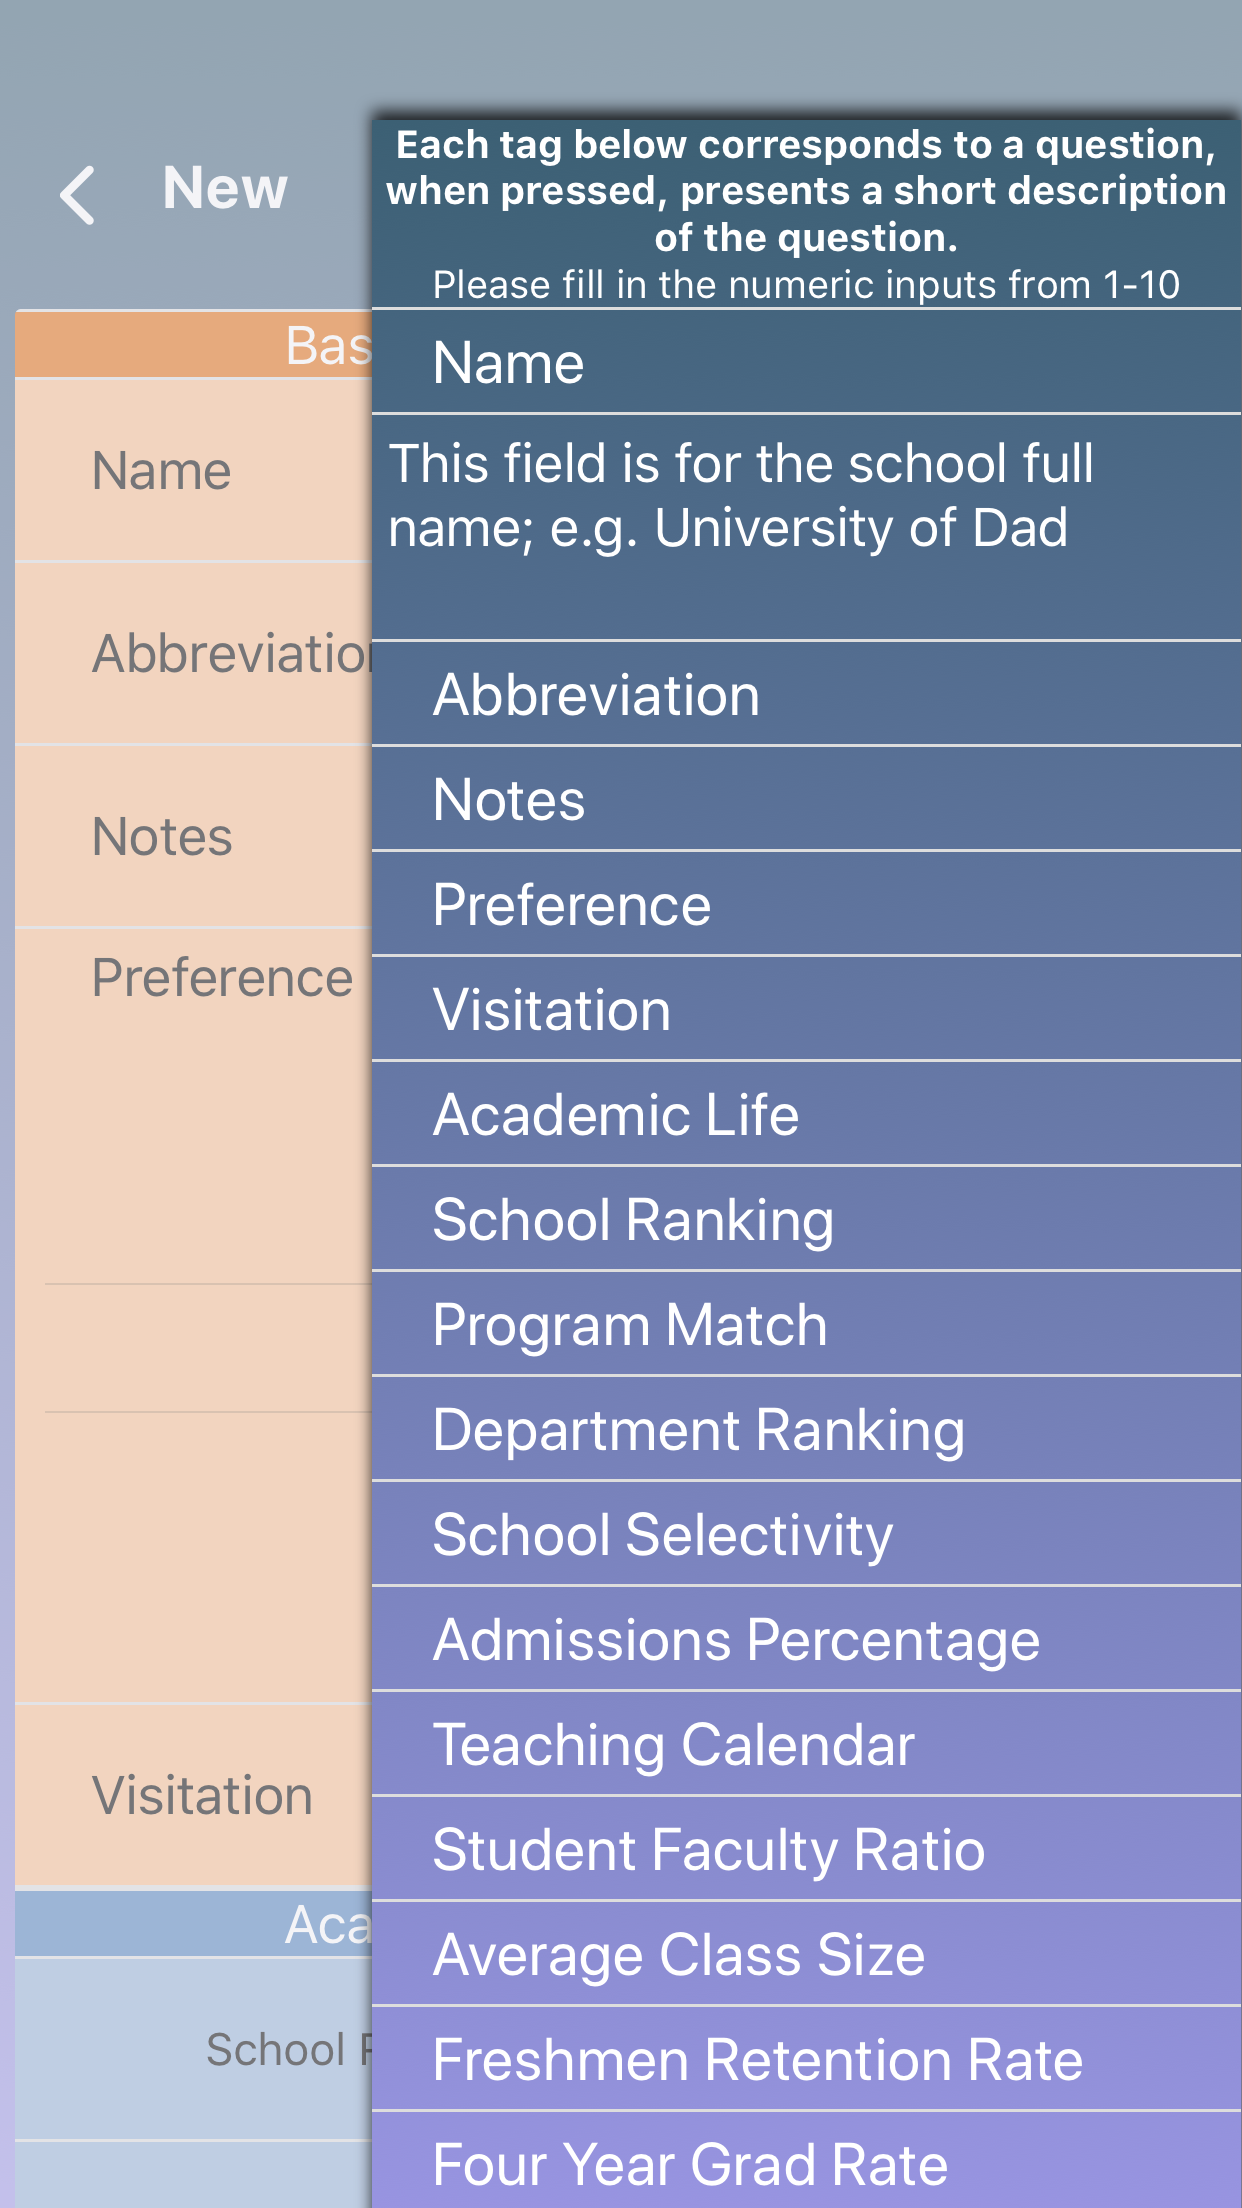 New
Bas
Name
Abbreviation
Notes
Preference
Visitation
Aca
School
Each tag below corresponds to a question,
when pressed, presents a short description
of the question.
Please fill in the numeric inputs from 1-10
Name
This field is for the school full
name; e.g. University of Dad
Abbreviation
Notes
Preference
Visitation
Academic Life
School Ranking
Program Match
Department Ranking
School Selectivity
Admissions Percentage
Teaching Calendar
Student Faculty Ratio
Average Class Size
Freshmen Retention Rate
Four Year Grad Rate